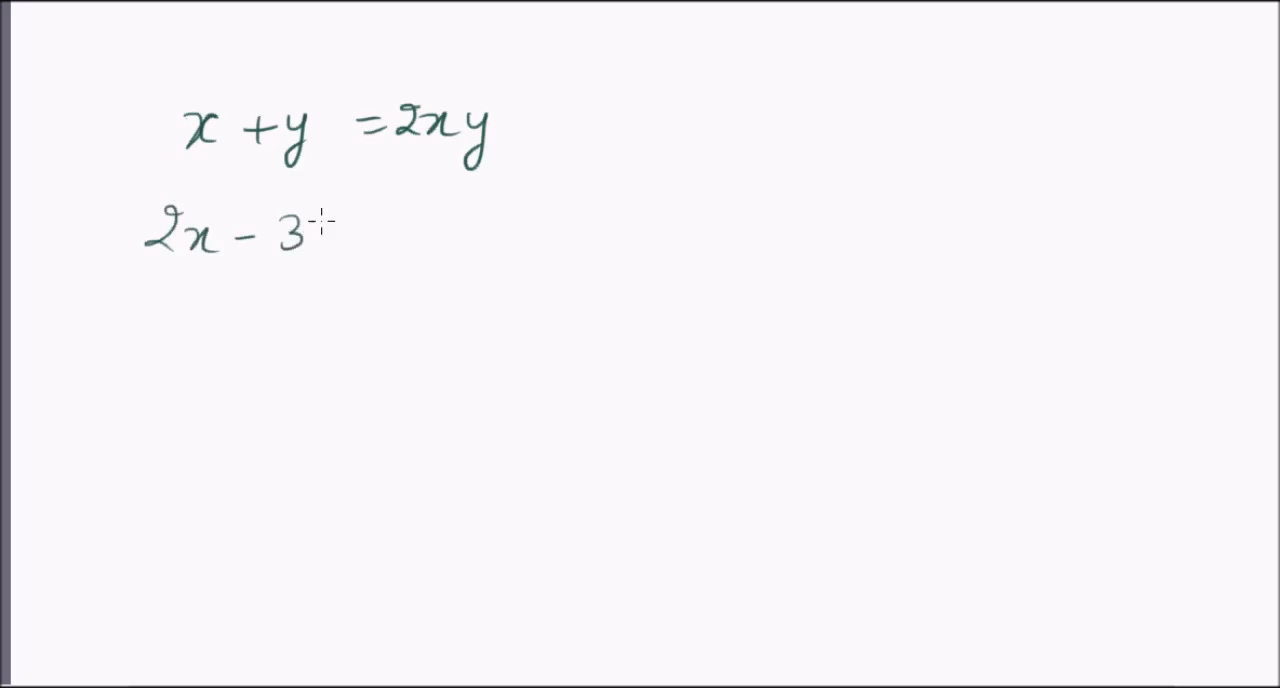 x + y = 2xy
2x - 3